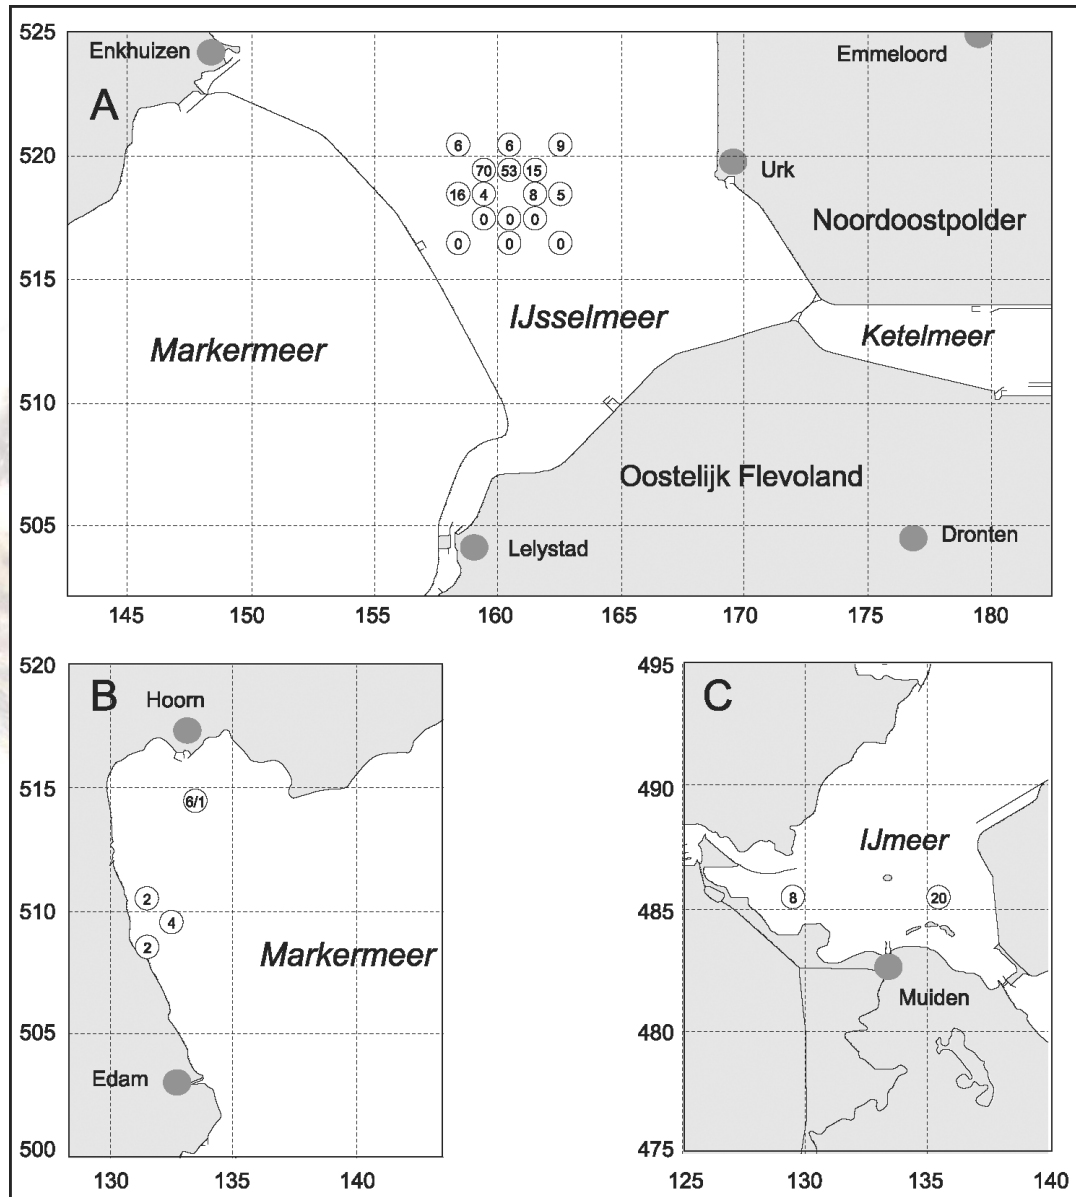 525
Enkhuizen
Emmeloord
A
6 6 9
520
70 53 15
Urk
16 4 8 5
0 0 0
Noordoostpolder
0 0 0
515
IJsselmeer
Markermeer
Ketelmeer
510
Oostelijk Flevoland
505
Lelystad
Dronten
145 150 155 160 165 170 175 180
520
B
Hoorn
515
6/1
2
510
4
2
Markermeer
505
Edam
500
130 135 140
495
C
490
IJmeer
8 20
485
Muiden
480
475
125 130 135 140